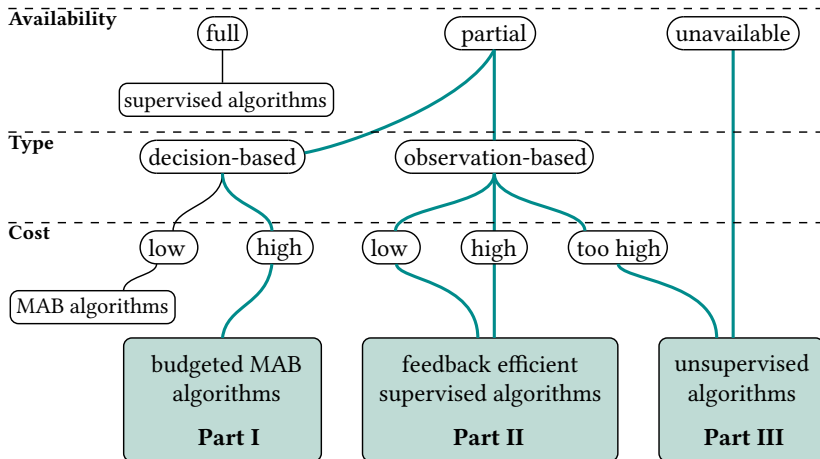 Availability
full
partial
unavailable
supervised algorithms
Type
decision-based
observation-based
Cost
low
high
low
high
too high
MAB algorithms
budgeted MAB
algorithms
Part I
feedback efficient
supervised algorithms
Part II
unsupervised
algorithms
Part III